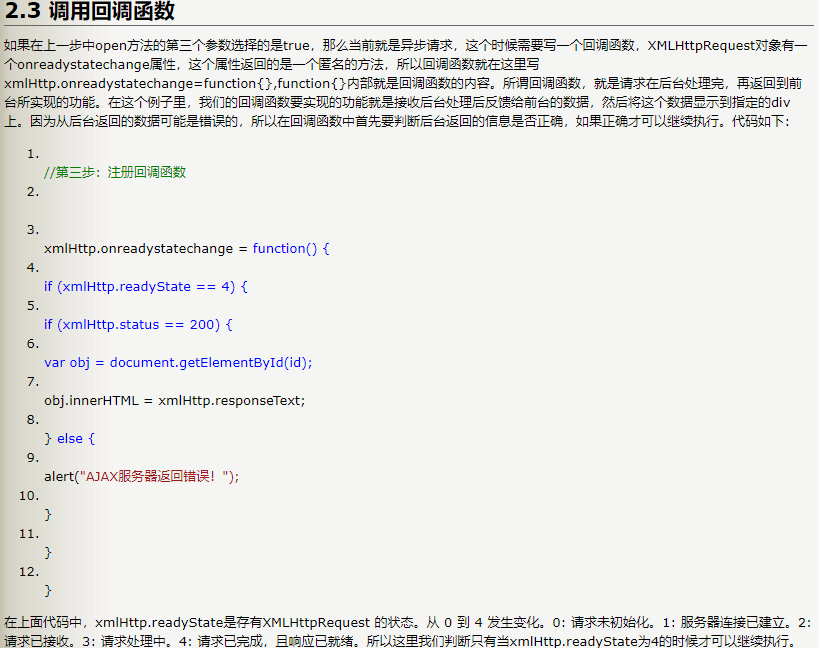 2.3 调用回调函数
如果在上一步中open方法的第三个参数选择的是true，那么当前就是异步请求，这个时候需要写一个回调函数，XMLHttpRequest对象有一
个onreadystatechange属性，这个属性返回的是一个匿名的方法，所以回调函数就在这里写
xmlHttp.onreadystatechange=function{},function{}内部就是回调函数的内容。所谓回调函数，就是请求在后台处理完，再返回到前
台所实现的功能。在这个例子里，我们的回调函数要实现的功能就是接收后台处理后反馈给前台的数据，然后将这个数据显示到指定的div
上。因为从后台返回的数据可能是错误的，所以在回调函数中首先要判断后台返回的信息是否正确，如果正确才可以继续执行。代码如下：
1.
//第三步：注册回调函数
2.
3.
xmlHttp.onreadystatechange = function() {
4.
if (xmlHttp.readyState == 4) {
5.
if (xmlHttp.status == 200) {
6.
var obj = document.getElementById(id);
7.
obj.innerHTML = xmlHttp.responseText;
8.
} else {
9.
alert("AJAX服务器返回错误！");
10.
}
11.
}
12.
}
在上面代码中，xmlHttp.readyState是存有XMLHttpRequest 的状态。从 0 到 4 发生变化。0: 请求未初始化。1: 服务器连接已建立。2:
请求已接收。3: 请求处理中。4: 请求已完成，且响应已就绪。所以这里我们判断只有当xmlHttp.readyState为4的时候才可以继续执行。